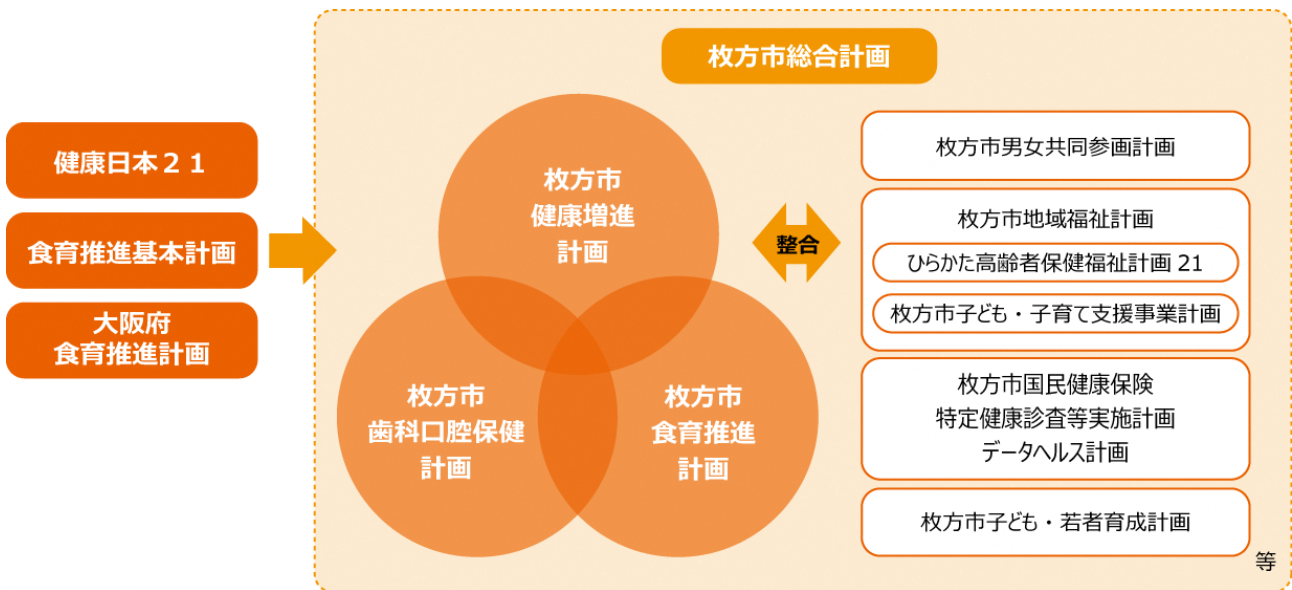 枚方市総合計画
健康日本２１
食育推進基本計画
大阪府
食育推進計画
枚方市
健康増進
計画
枚方市
歯科口腔保健
計画
枚方市
食育推進
計画
整合
枚方市男女共同参画計画
枚方市地域福祉計画
ひらかた高齢者保健福祉計画 21
枚方市子ども・子育て支援事業計画
枚方市国民健康保険
特定健康診査等実施計画
データヘルス計画
枚方市子ども・若者育成計画
等